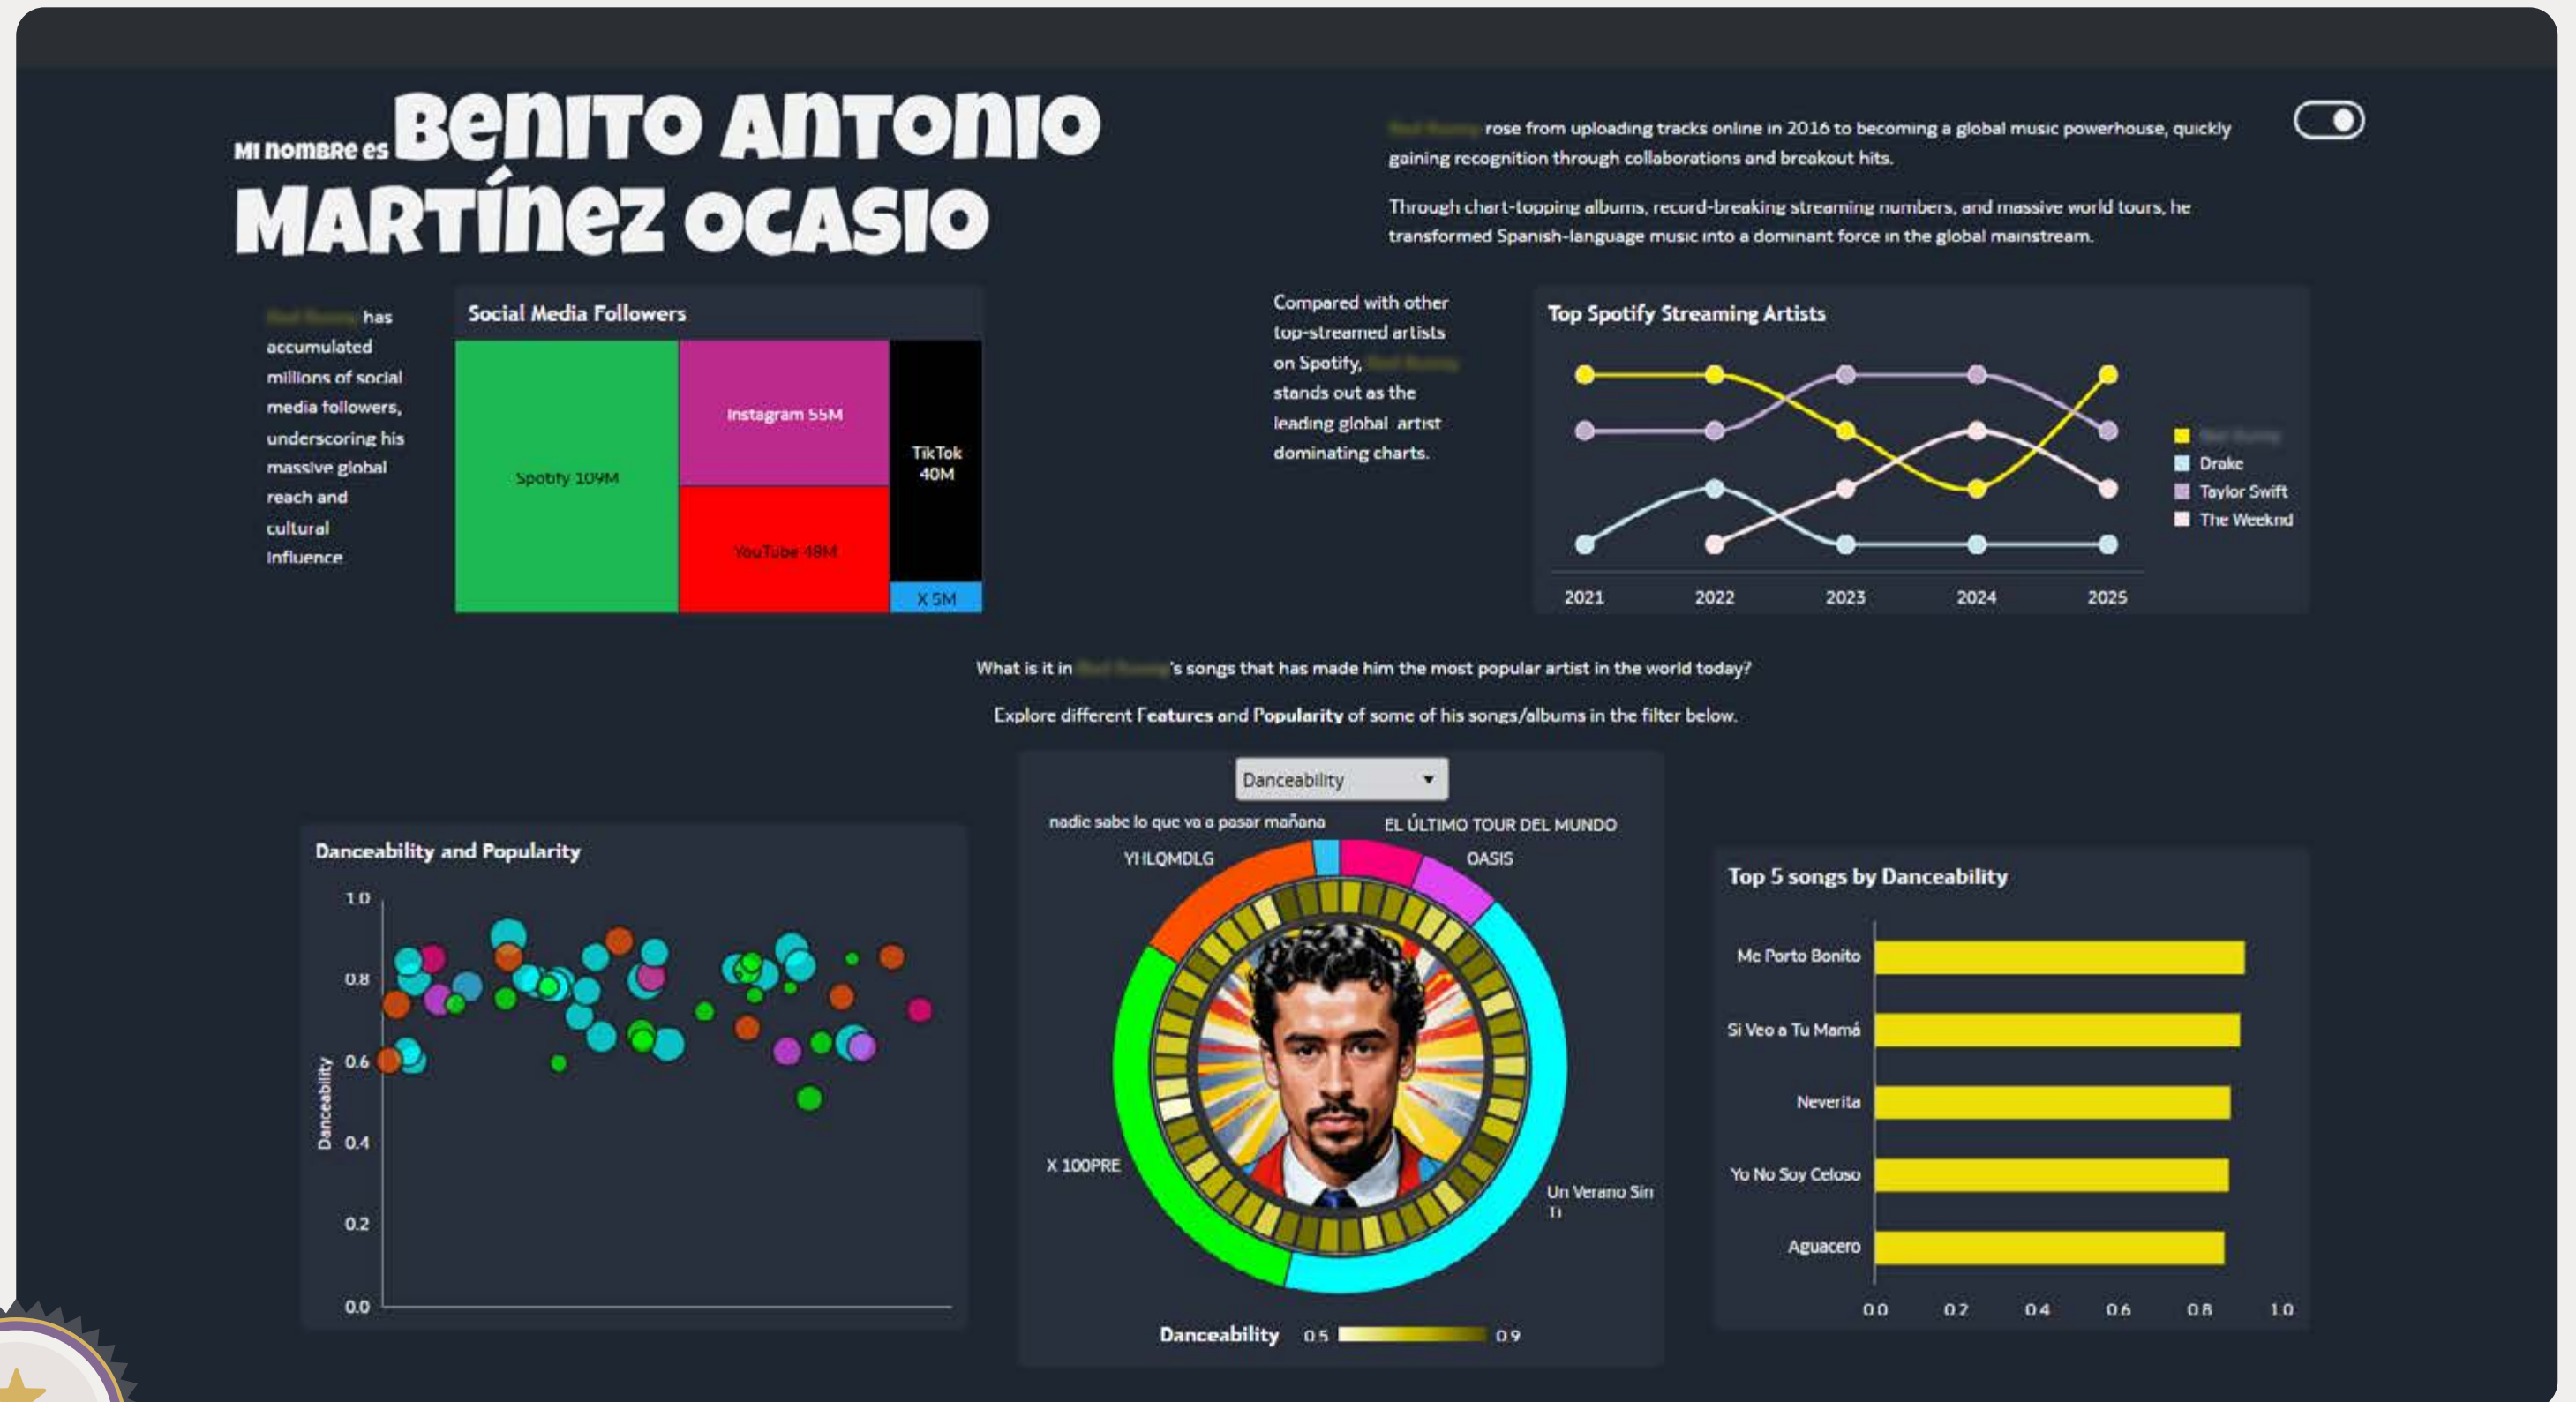 MI NOMBRE ES BENITO ANTONIO
MARTÍNEZ OCASIO
rose from uploading tracks online in 2016 to becoming a global music powerhouse, quickly
gaining recognition through collaborations and breakout hits.
Through chart-topping albums, record-breaking streaming numbers, and massive world tours, he
transformed Spanish-language music into a dominant force in the global mainstream.
has
accumulated
millions of social
media followers,
underscoring his
massive global
reach and
cultural
influence
Social Media Followers
Spotify 109M
Instagram 55M
YouTube 48M
TikTok
40M
X 5M
Compared with other
top-streamed artists
on Spotify,
stands out as the
leading global artist
dominating charts.
Top Spotify Streaming Artists
Drake
Taylor Swift
The Weeknd
2021 2022 2023 2024 2025
What is it in 's songs that has made him the most popular artist in the world today?
Explore different Features and Popularity of some of his songs/albums in the filter below.
Danceability and Popularity
Danceability
1.0
0.8
0.6
0.4
0.2
0.0
Danceability
nadie sabe lo que va a pasar mañana
EL ÚLTIMO TOUR DEL MUNDO
YHLQMDLG
OASIS
X 100PRE
Un Verano Sin
Ti
Danceability 0.5 0.9
Top 5 songs by Danceability
Me Porto Bonito
Si Veo a Tu Mamá
Neverita
Yo No Soy Celoso
Aguacero
0.0 0.2 0.4 0.6 0.8 1.0